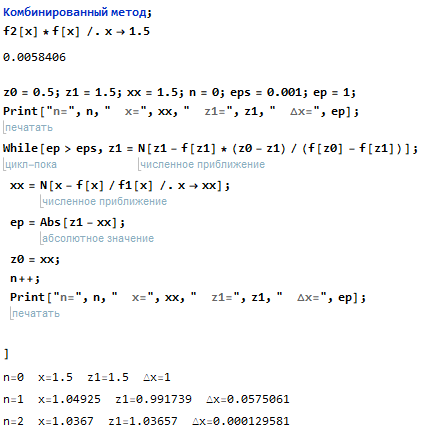 Комбинированный метод;
f2[x] * f[x] /. x → 1.5
0.0058406
z0 = 0.5; z1 = 1.5; xx = 1.5; n = 0; eps = 0.001; ep = 1;
Print["n=", n, "  x=", xx, "  z1=", z1, "  Δx=", ep];
печатать
While[ep > eps, z1 = N[z1 - f[z1] * (z0 - z1) / (f[z0] - f[z1])];
цикл-пока численное приближение
xx = N[x - f[x] / f1[x] /. x → xx];
численное приближение
ep = Abs[z1 - xx];
абсолютное значение
z0 = xx;
n++;
Print["n=", n, "  x=", xx, "  z1=", z1, "  Δx=", ep];
печатать
]
n=0  x=1.5  z1=1.5  Δx=1
n=1  x=1.04925  z1=0.991739  Δx=0.0575061
n=2  x=1.0367  z1=1.03657  Δx=0.000129581